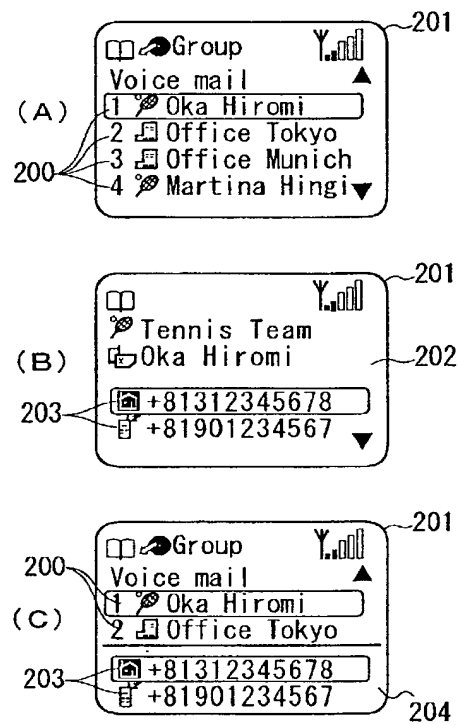 201
Group
Voice mail
(A)
1 Oka Hiromi
2 Office Tokyo
3 Office Munich
200
4 Martina Hingi
201
Tennis Team
(B)
Oka Hiromi
202
203
+81312345678
+81901234567
201
Group
200
Voice mail
1 Oka Hiromi
(C)
2 Office Tokyo
203
+81312345678
+81901234567
204